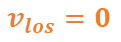 v_los = 0